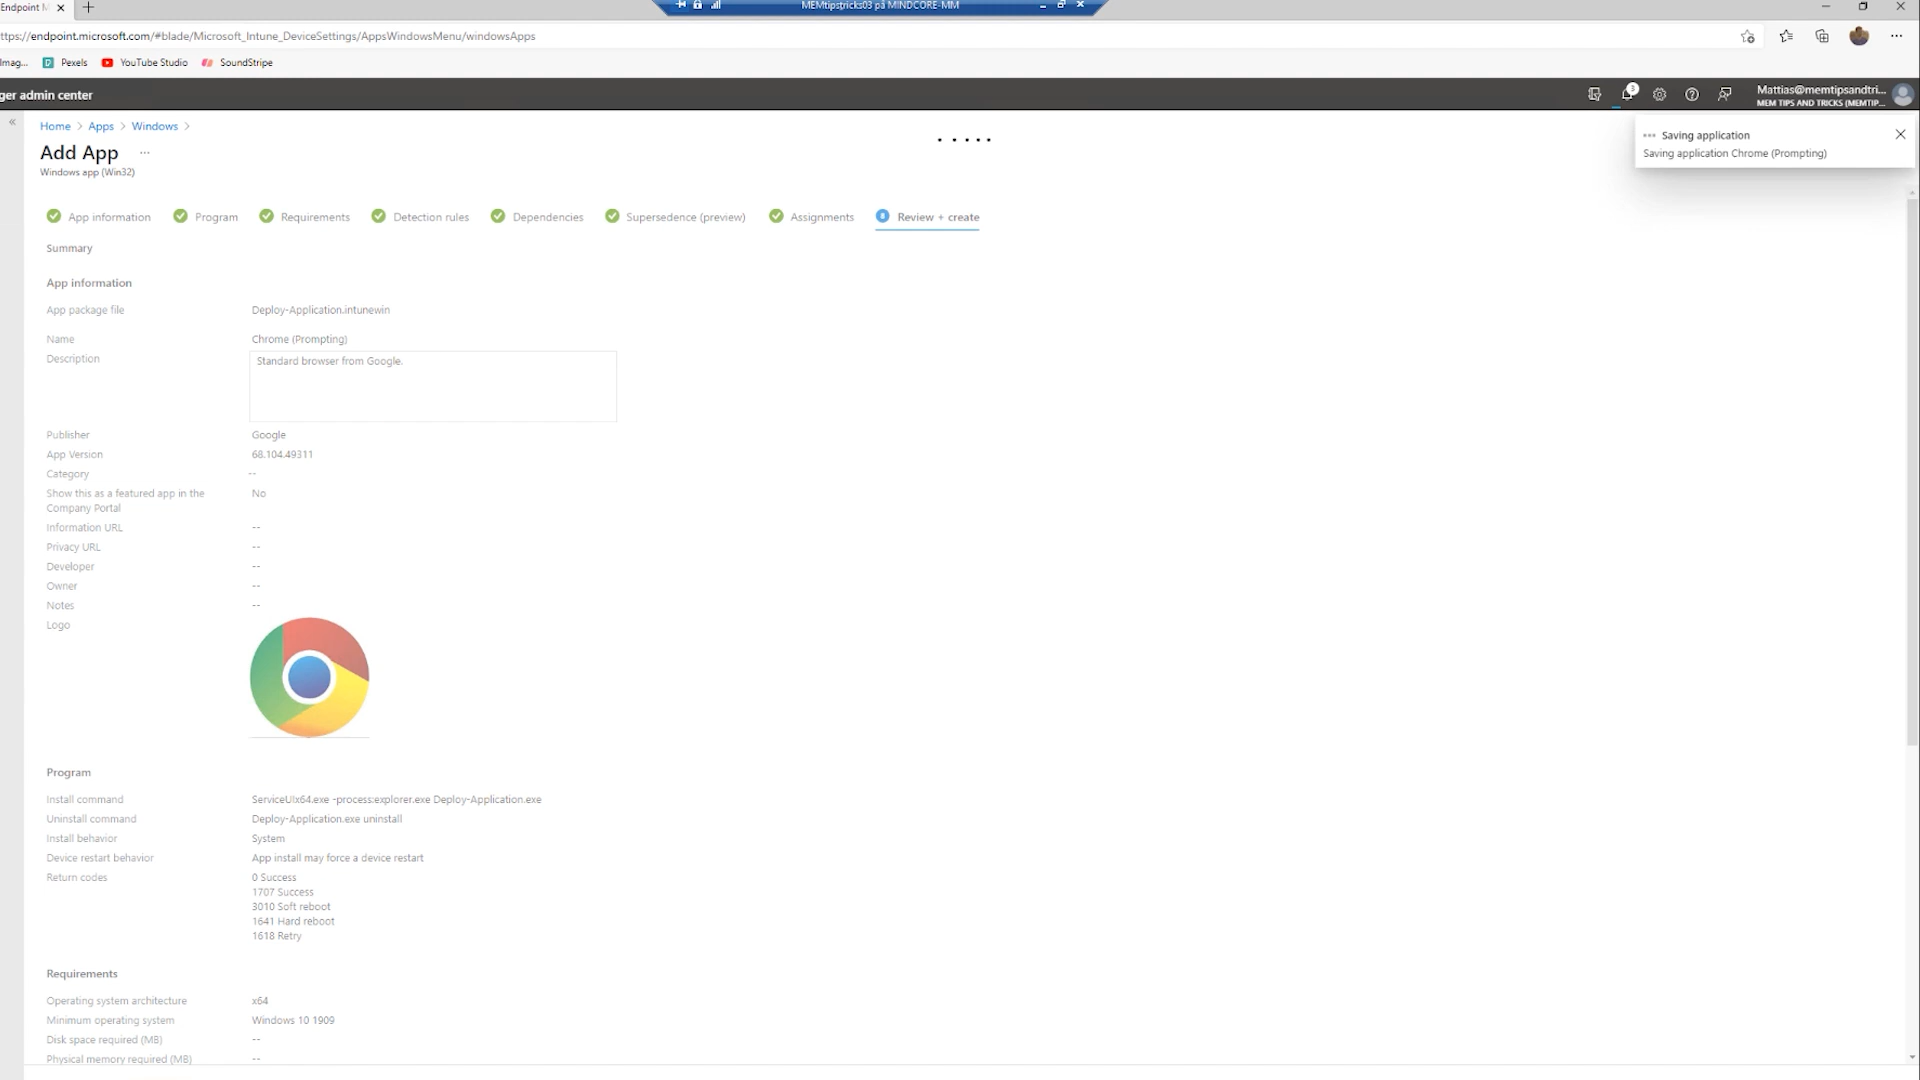 Endpoint M
MEMtipstricks03 på MINDCORE-MM
ttps://endpoint.microsoft.com/#blade/Microsoft_Intune_DeviceSettings/AppsWindowsMenu/windowsApps
Imag... Pexels YouTube Studio SoundStripe
ger admin center
3
Mattias@memtipsandtri...
MEM TIPS AND TRICKS (MEMTIP...
Home > Apps > Windows >
Add App ...
Windows app (Win32)
Saving application
Saving application Chrome (Prompting)
App information Program Requirements Detection rules Dependencies Supersedence (preview) Assignments 8 Review + create
Summary
App information
App package file Deploy-Application.intunewin
Name Chrome (Prompting)
Description Standard browser from Google.
Publisher Google
App Version 68.104.49311
Category --
Show this as a featured app in the No
Company Portal
Information URL --
Privacy URL --
Developer --
Owner --
Notes --
Logo
Program
Install command ServiceUIx64.exe -process:explorer.exe Deploy-Application.exe
Uninstall command Deploy-Application.exe uninstall
Install behavior System
Device restart behavior App install may force a device restart
Return codes 0 Success
1707 Success
3010 Soft reboot
1641 Hard reboot
1618 Retry
Requirements
Operating system architecture x64
Minimum operating system Windows 10 1909
Disk space required (MB) --
Physical memory required (MB) --